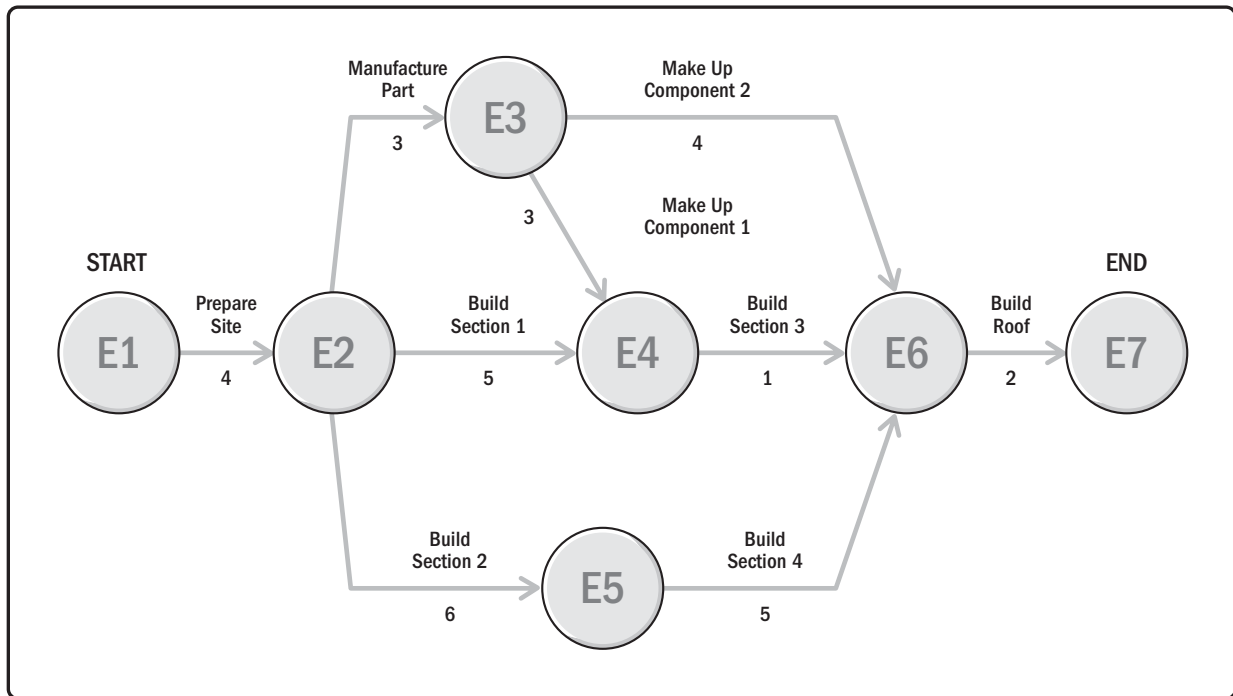 Manufacture
Part
3
E3
Make Up
Component 2
4
3
Make Up
Component 1
START
E1
Prepare
Site
4
E2
Build
Section 1
5
E4
Build
Section 3
1
E6
Build
Roof
2
END
E7
Build
Section 2
6
E5
Build
Section 4
5